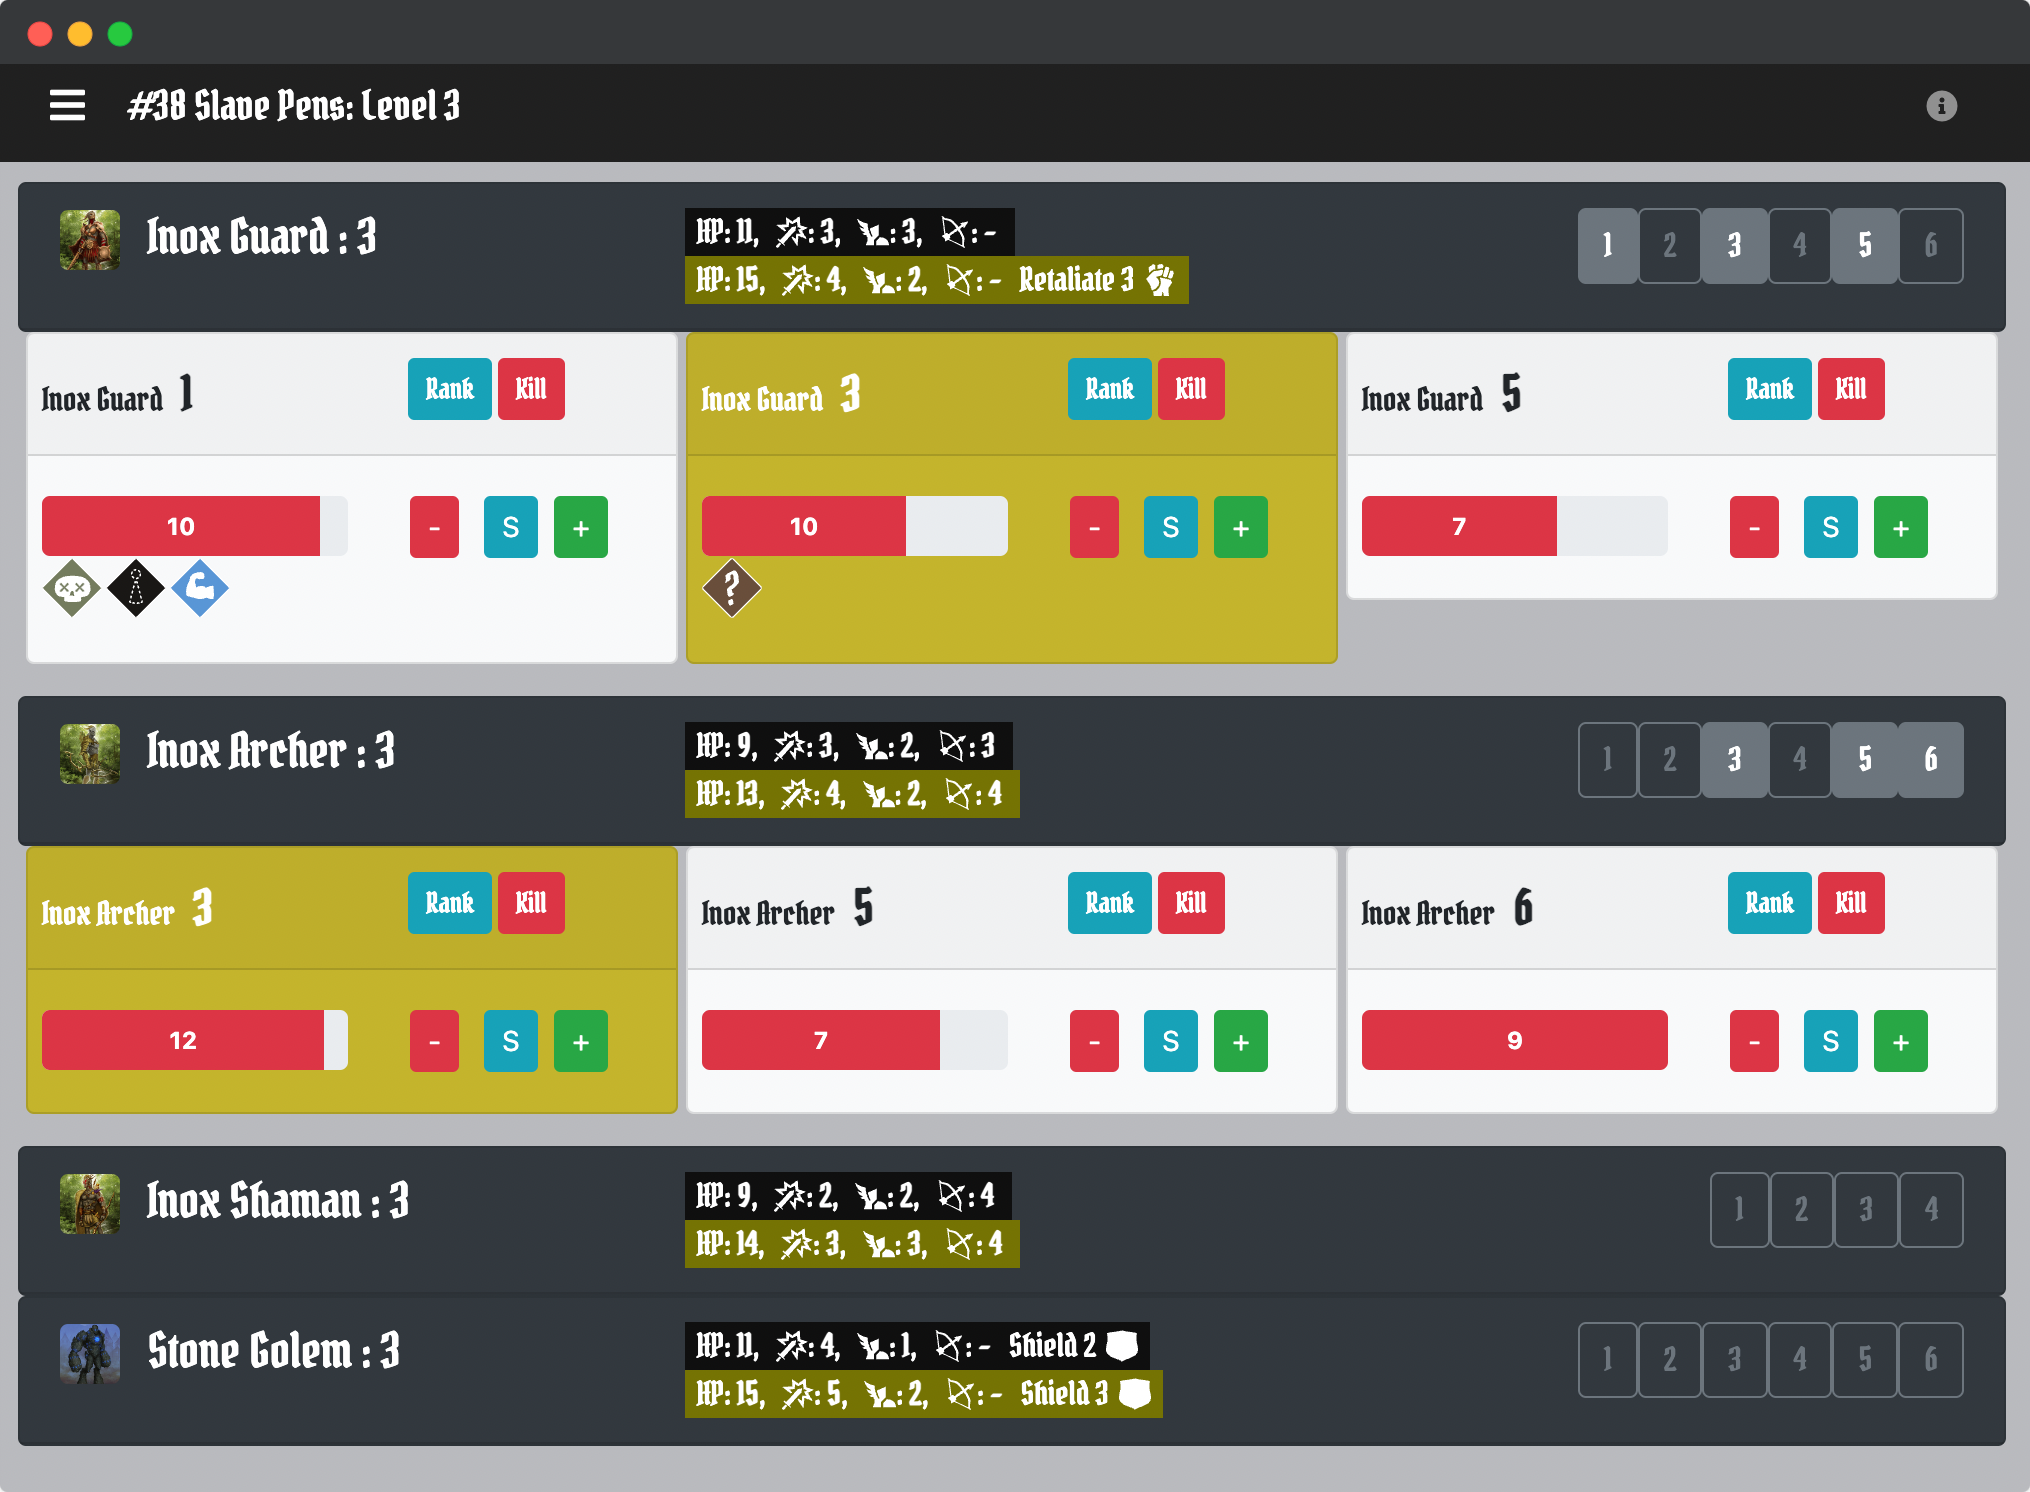 #38 Slave Pens: Level 3
Inox Guard : 3
HP: 11, : 3, : 3, : -
HP: 15, : 4, : 2, : - Retaliate 3
1 2 3 4 5 6
Inox Guard 1 Rank Kill
10 - S +
Inox Guard 3 Rank Kill
10 - S +
?
Inox Guard 5 Rank Kill
7 - S +
Inox Archer : 3
HP: 9, : 3, : 2, : 3
HP: 13, : 4, : 2, : 4
1 2 3 4 5 6
Inox Archer 3 Rank Kill
12 - S +
Inox Archer 5 Rank Kill
7 - S +
Inox Archer 6 Rank Kill
9 - S +
Inox Shaman : 3
HP: 9, : 2, : 2, : 4
HP: 14, : 3, : 3, : 4
1 2 3 4
Stone Golem : 3
HP: 11, : 4, : 1, : - Shield 2
HP: 15, : 5, : 2, : - Shield 3
1 2 3 4 5 6